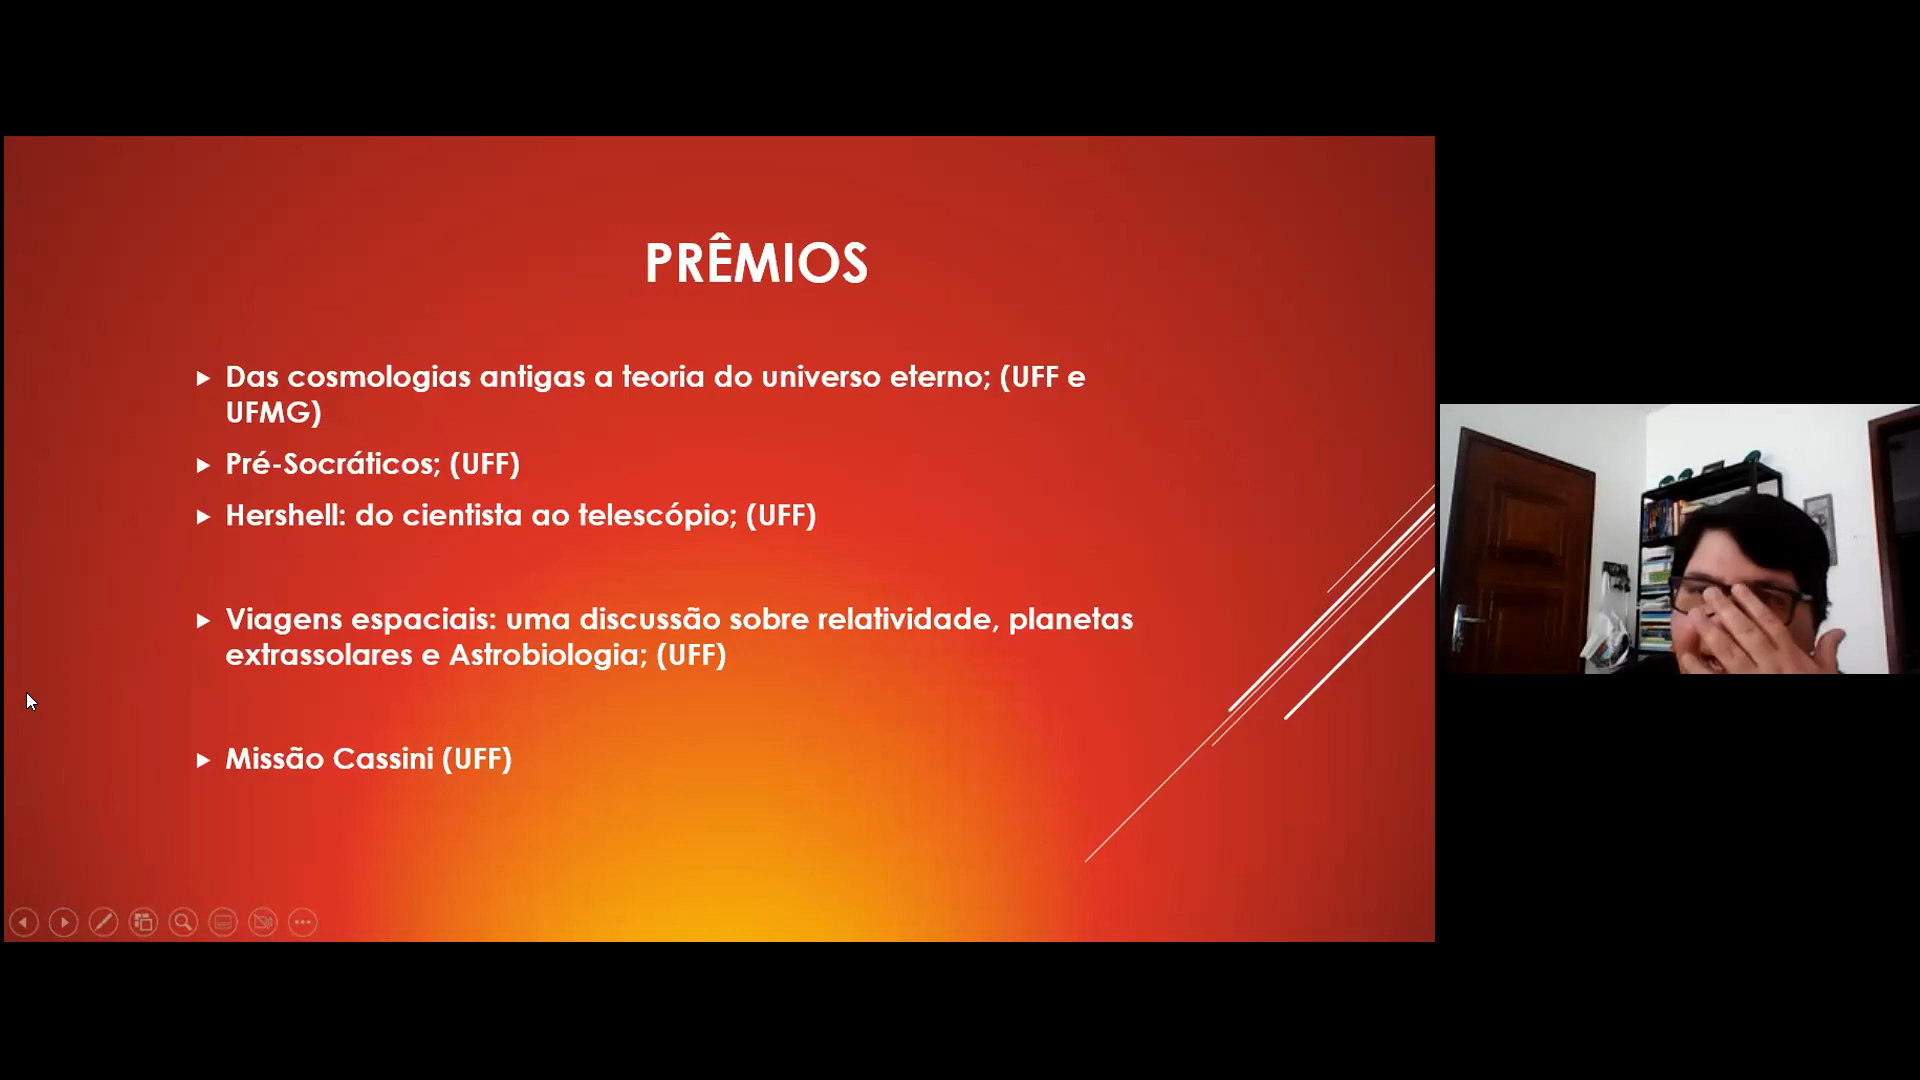 PRÊMIOS
Das cosmologias antigas a teoria do universo eterno; (UFF e
UFMG)
Pré-Socráticos; (UFF)
Hershell: do cientista ao telescópio; (UFF)
Viagens espaciais: uma discussão sobre relatividade, planetas
extrassolares e Astrobiologia; (UFF)
Missão Cassini (UFF)